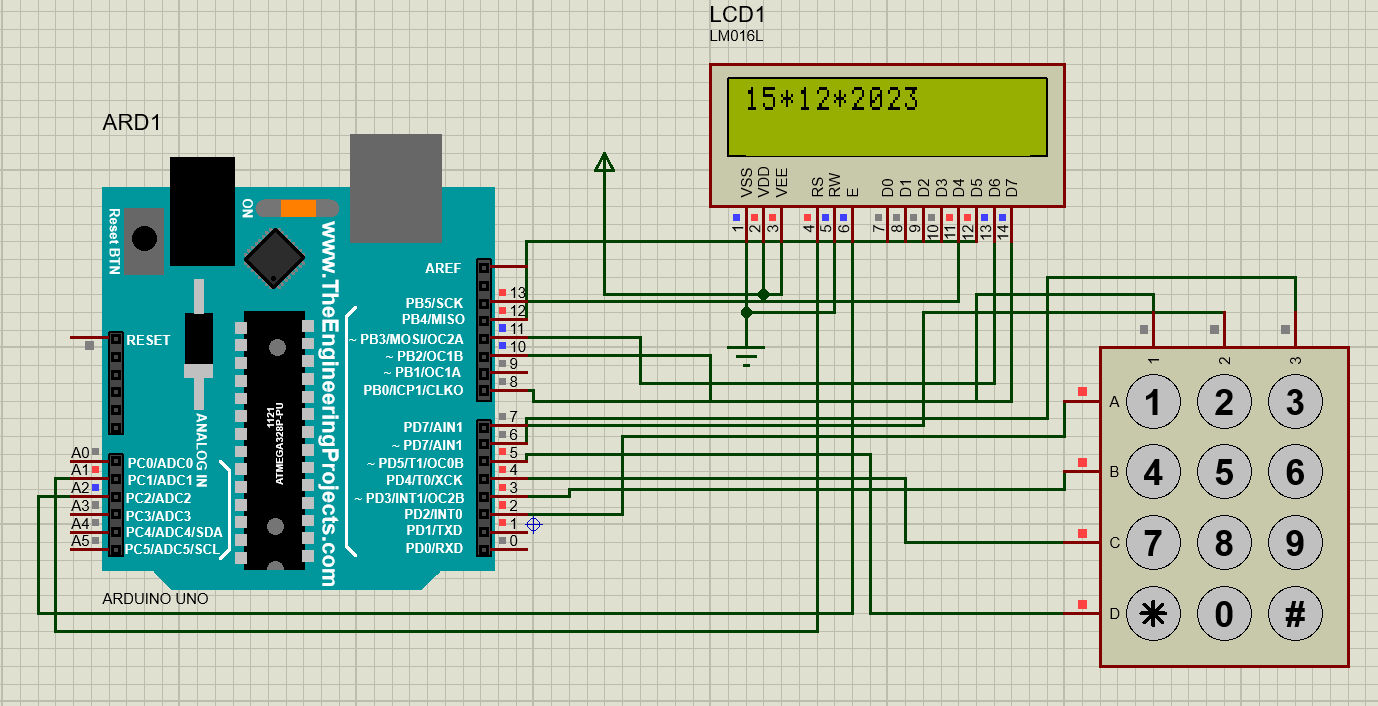 LCD1
LM016L
15*12*2023
VSS
VDD
VEE
RS
RW
E
D0
D1
D2
D3
D4
D5
D6
D7
1
2
3
4
5
6
7
8
9
10
11
12
13
14
ARD1
Reset BTN
ON
www.TheEngineeringProjects.com
AREF
PB5/SCK 13
PB4/MISO 12
~ PB3/MOSI/OC2A 11
~ PB2/OC1B 10
~ PB1/OC1A 9
PB0/ICP1/CLKO 8
PD7/AIN1 7
~ PD7/AIN1 6
~ PD5/T1/OC0B 5
PD4/T0/XCK 4
~ PD3/INT1/OC2B 3
PD2/INT0 2
PD1/TXD 1
PD0/RXD 0
RESET
ANALOG IN
1121
ATMEGA328P-PU
A0 PC0/ADC0
A1 PC1/ADC1
A2 PC2/ADC2
A3 PC3/ADC3
A4 PC4/ADC4/SDA
A5 PC5/ADC5/SCL
ARDUINO UNO
1 2 3
A 1 2 3
B 4 5 6
C 7 8 9
D * 0 #